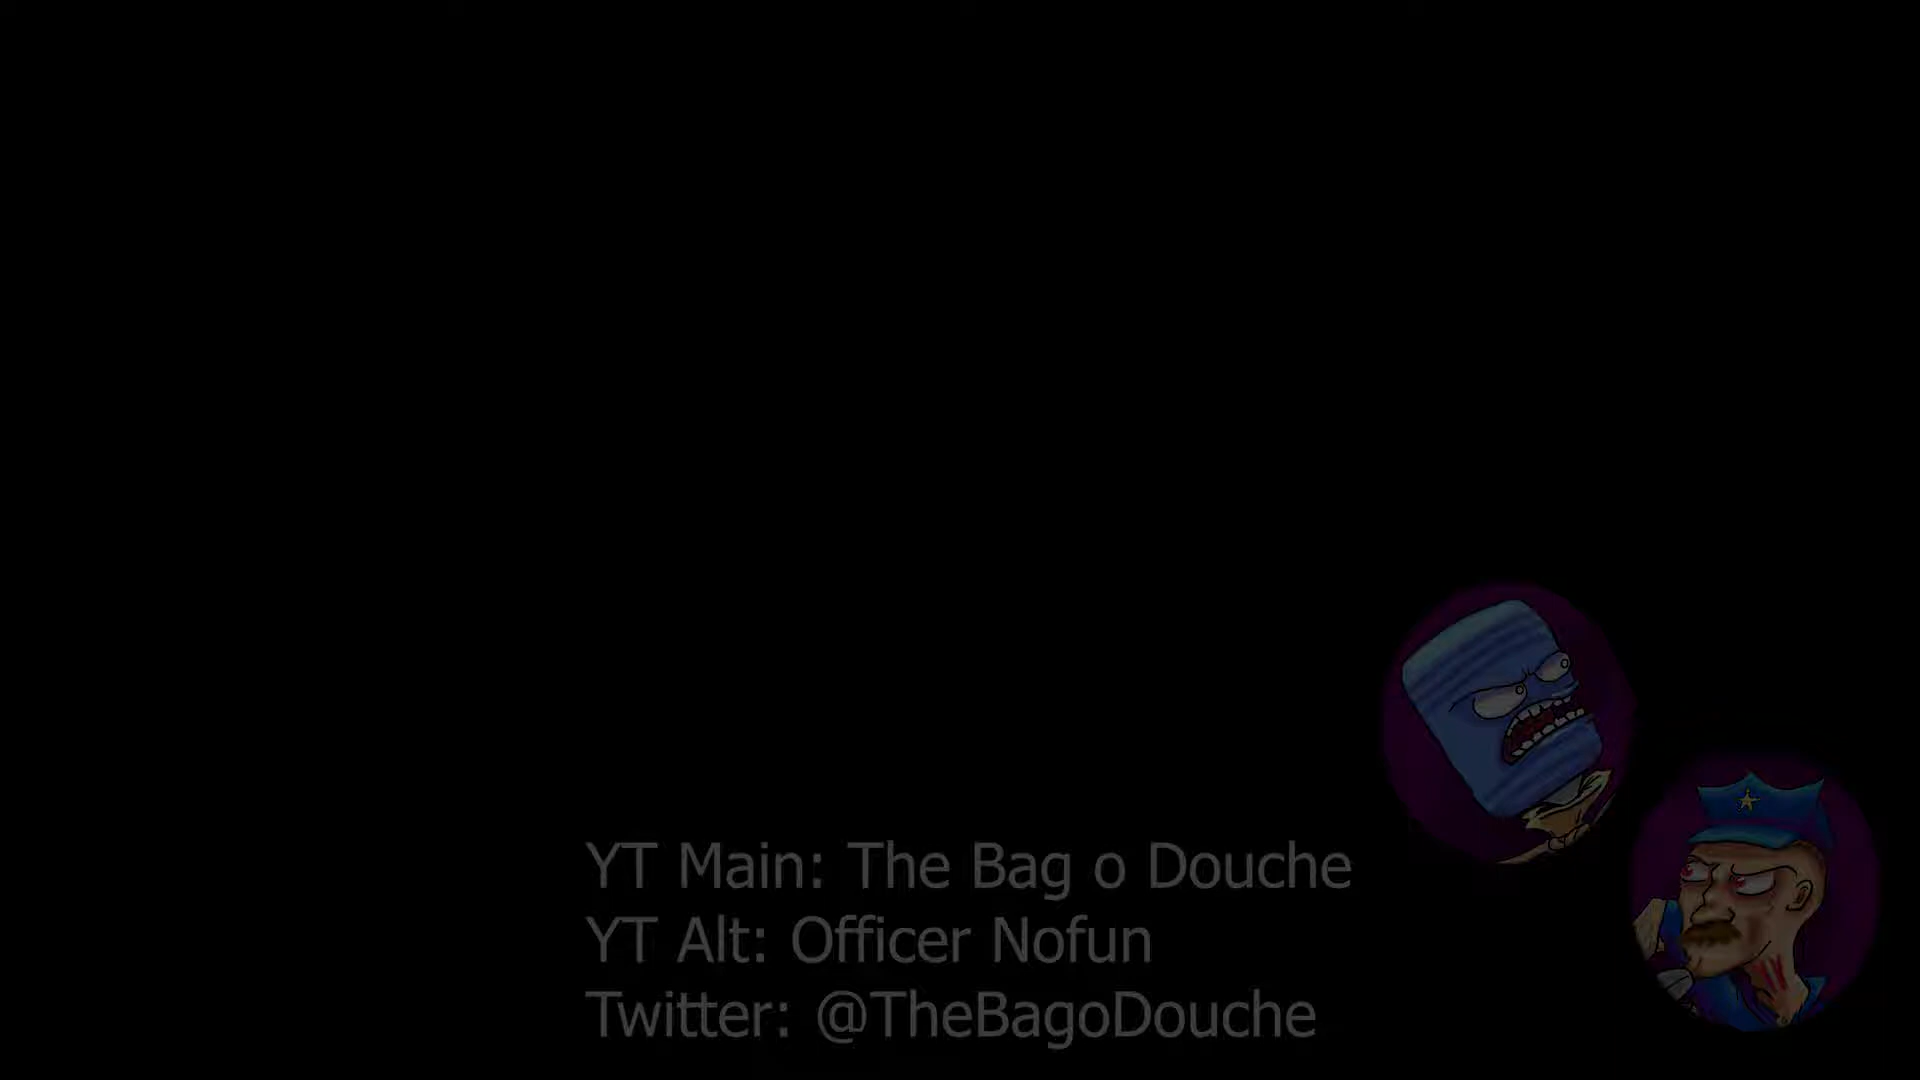 YT Main: The Bag o Douche
YT Alt: Officer Nofun
Twitter: @TheBagoDouche